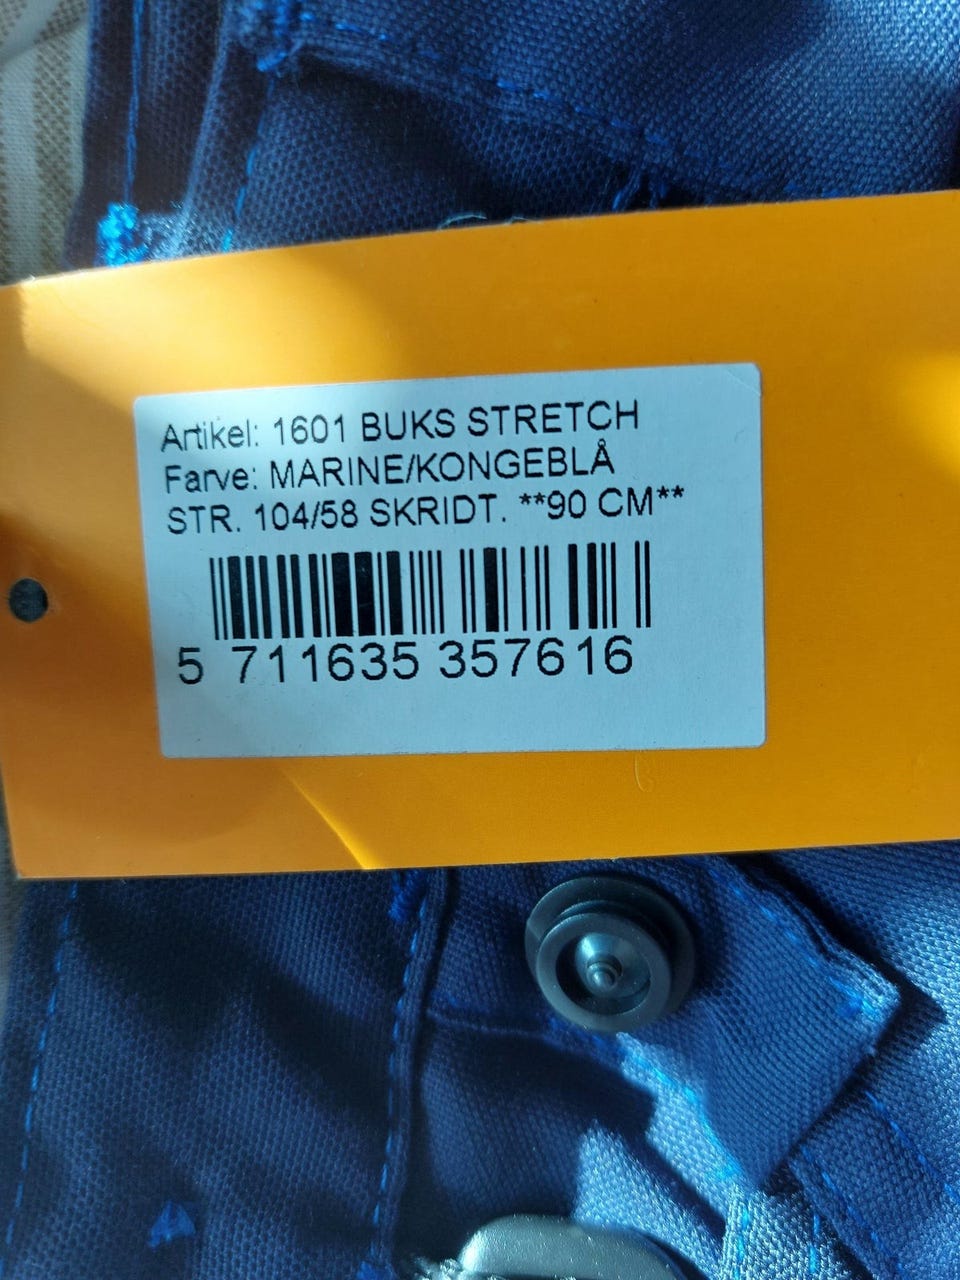 Artikel: 1601 BUKS STRETCH
Farve: MARINE/KONGEBLÅ
STR. 104/58 SKRIDT. **90 CM**
5 711635 357616